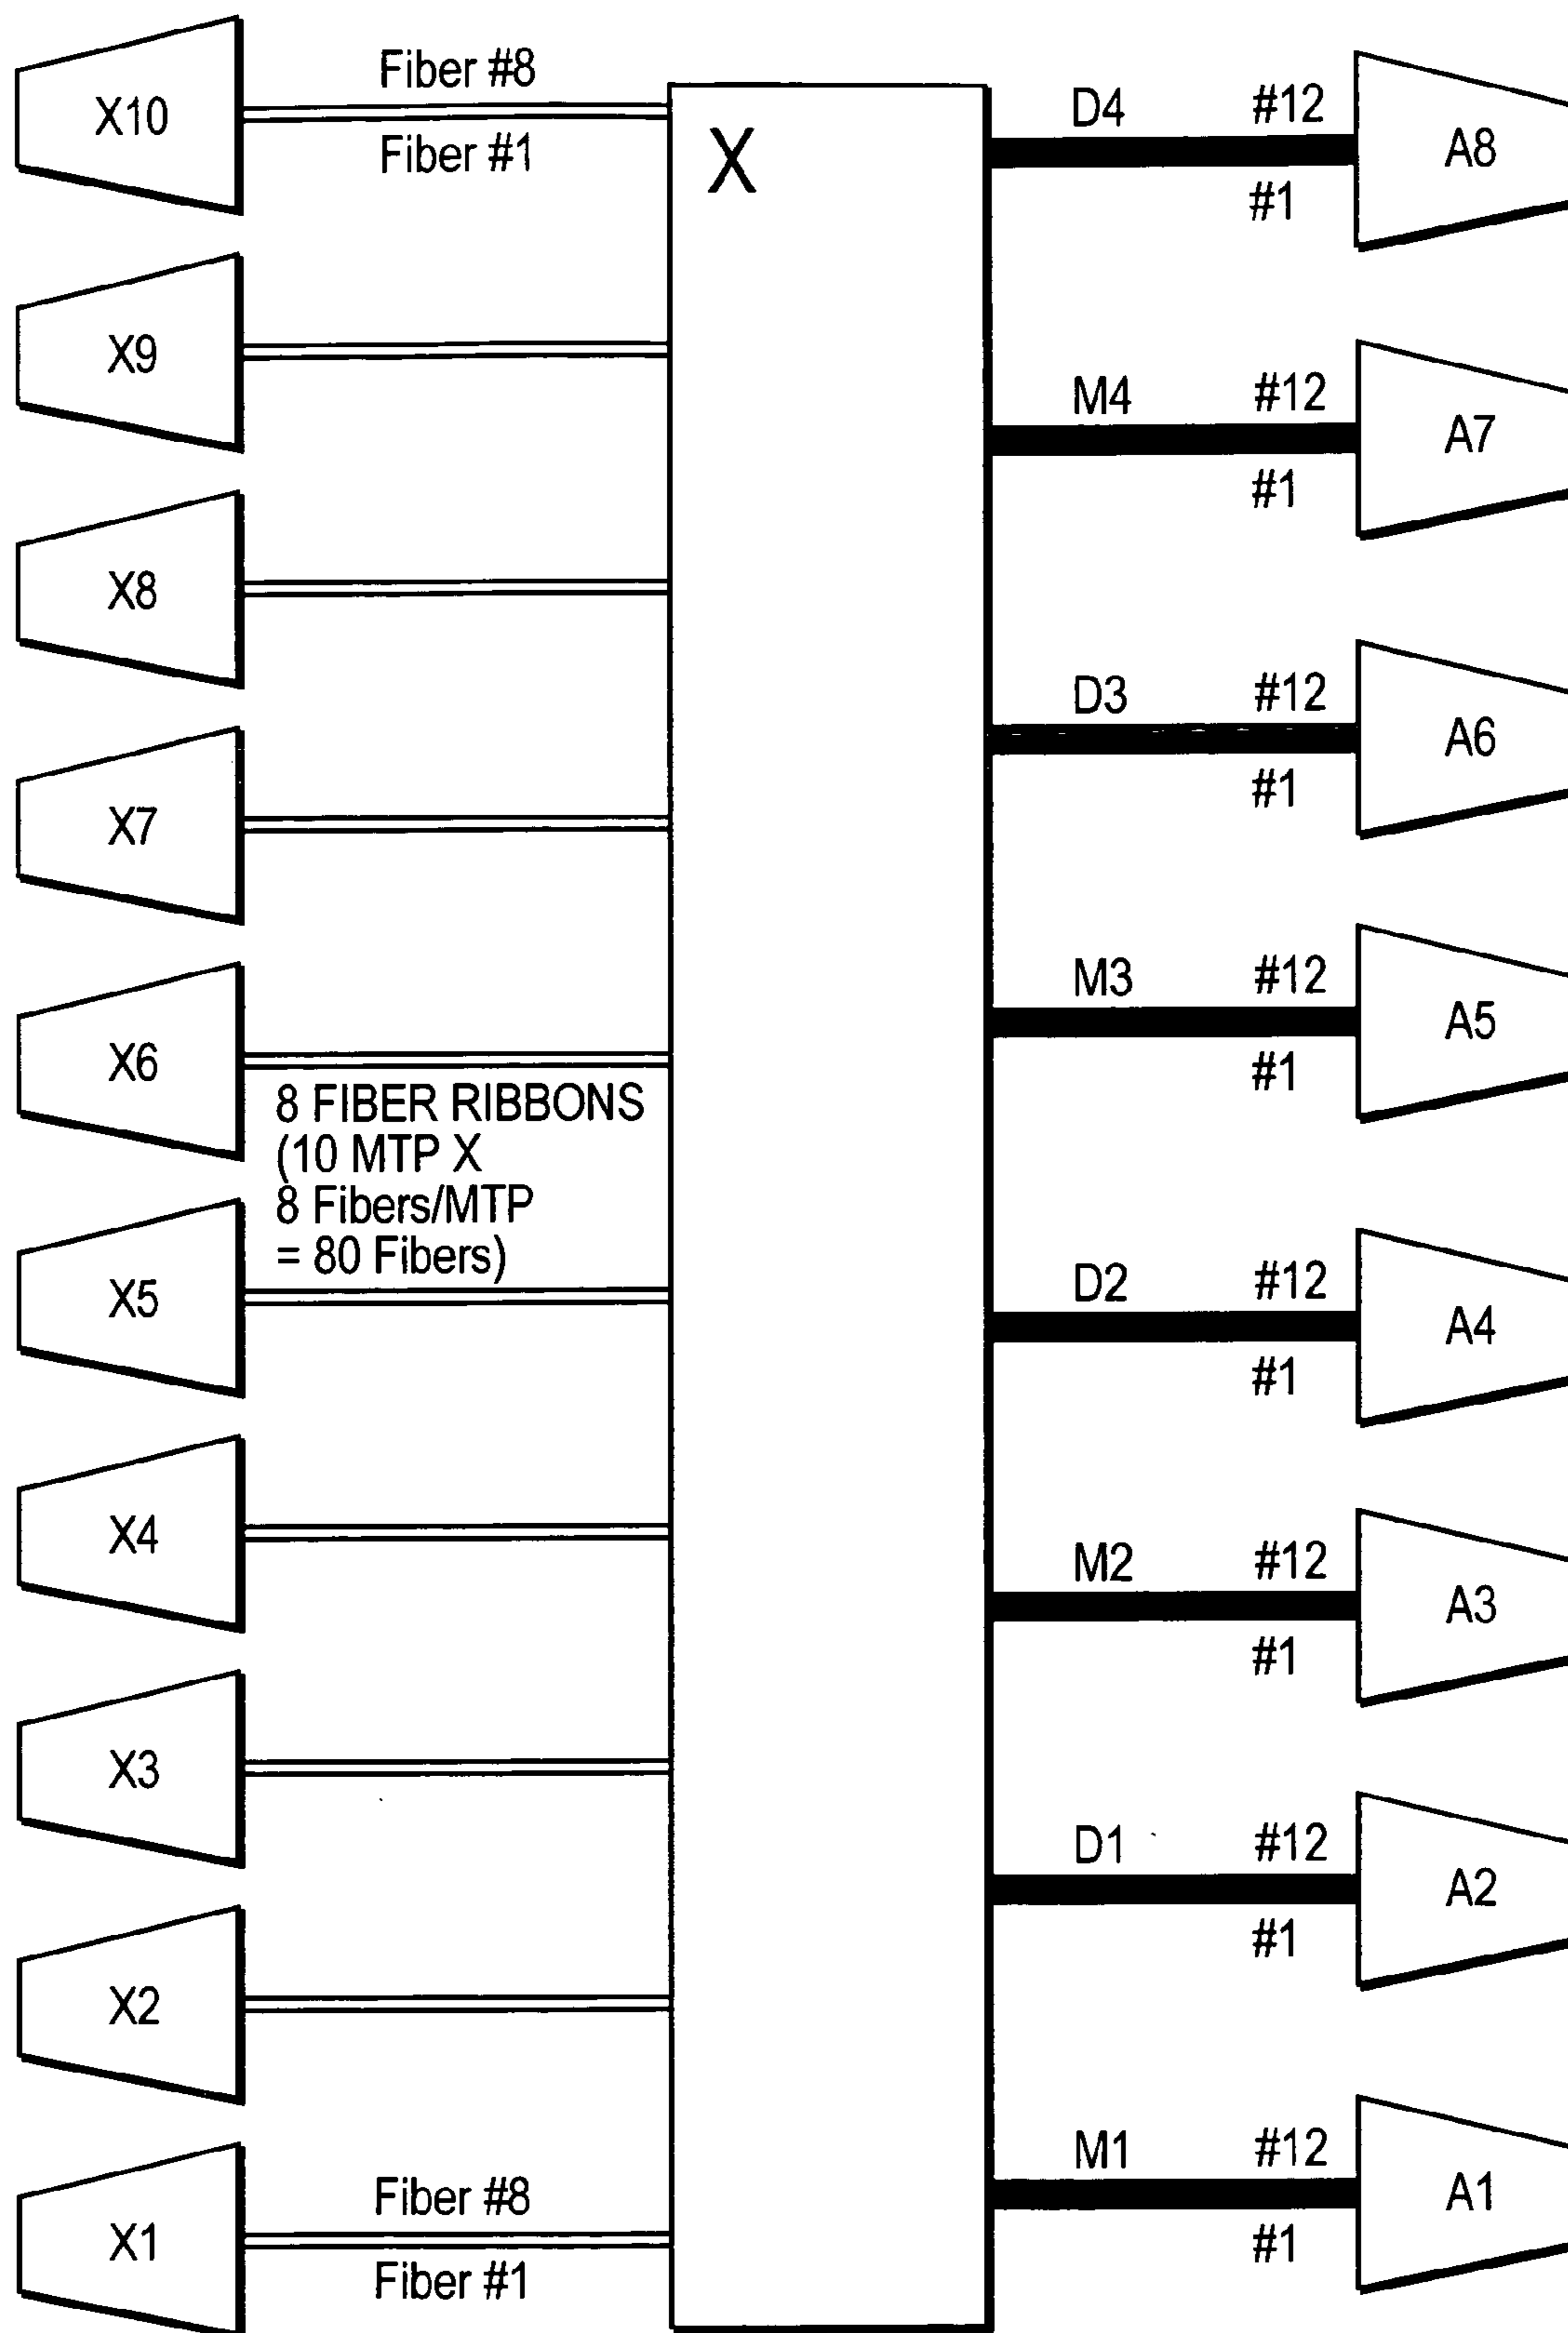 X10
Fiber #8
Fiber #1
X9
X8
X7
X6
8 FIBER RIBBONS
(10 MTP X
8 Fibers/MTP
= 80 Fibers)
X5
X4
X3
X2
X1
Fiber #8
Fiber #1
X
D4 #12
#1
A8
M4 #12
#1
A7
D3 #12
#1
A6
M3 #12
#1
A5
D2 #12
#1
A4
M2 #12
#1
A3
D1 #12
#1
A2
M1 #12
#1
A1